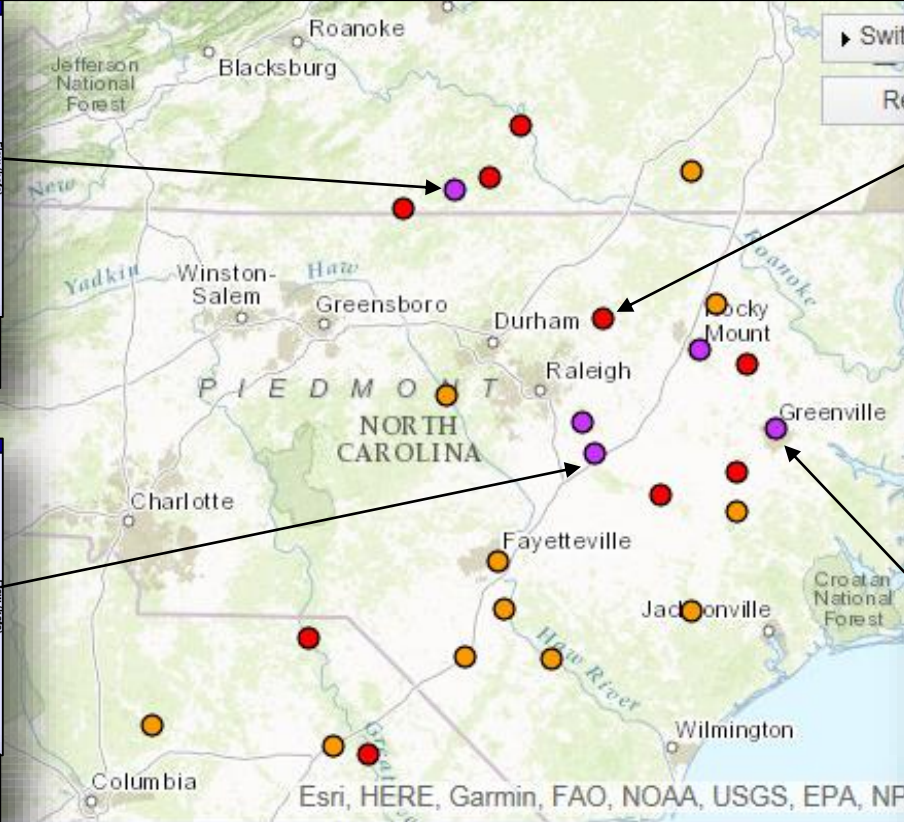 Roanoke
Blacksburg
Jefferson
National
Forest
Swit
Re
New
Roanoke
Yadkin
Haw
Winston-
Salem
Greensboro
Durham
Mount
Raleigh
PIEDMONT
NORTH
CAROLINA
Greenville
Charlotte
Fayetteville
Croatan
National
Forest
Haw River
Wilmington
Columbia
Esri, HERE, Garmin, FAO, NOAA, USGS, EPA, NP